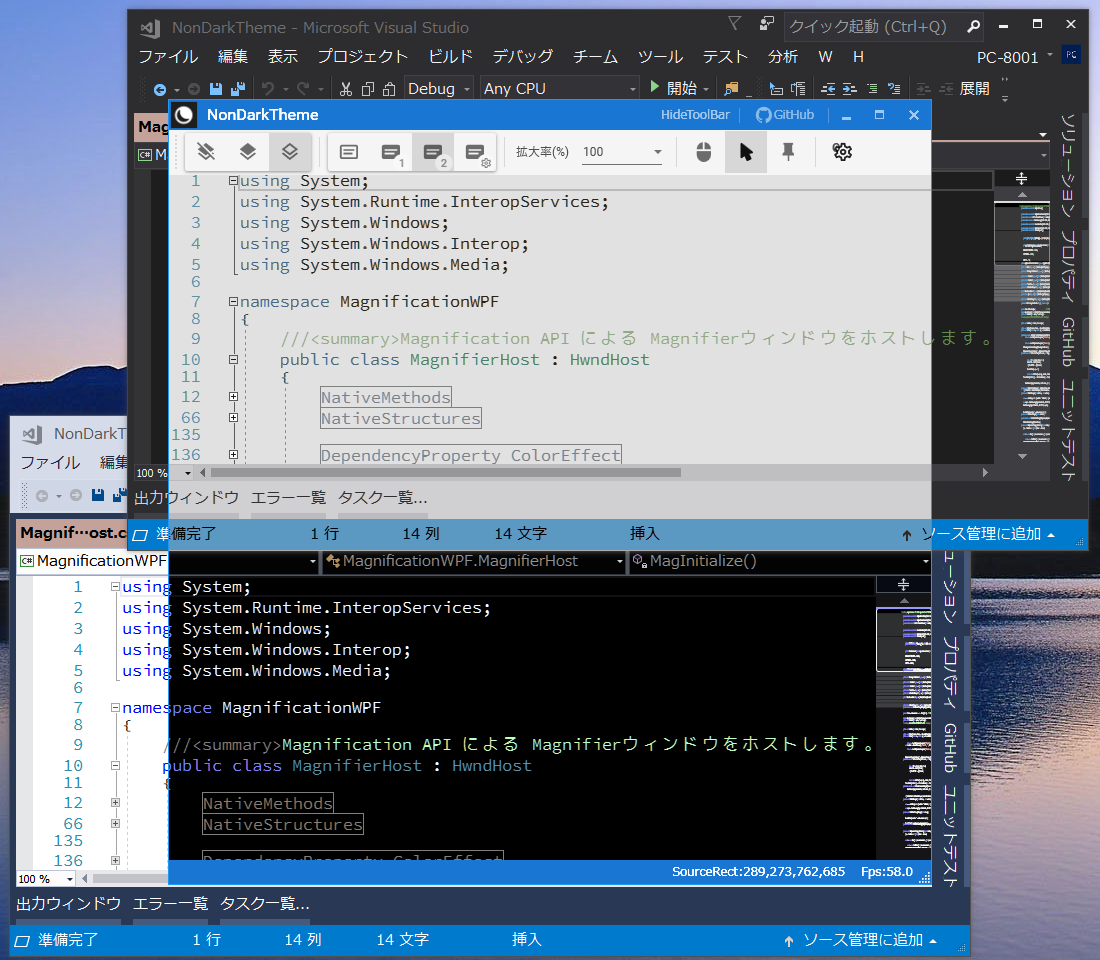 NonDarkTheme - Microsoft Visual Studio
クイック起動 (Ctrl+Q)
ファイル 編集 表示 プロジェクト ビルド デバッグ チーム ツール テスト 分析 W H PC-8001 PC
Debug Any CPU 開始 展開
Mag
C# M
NonDarkTheme HideToolBar GitHub
1 2 拡大率(%) 100
1 using System;
2 using System.Runtime.InteropServices;
3 using System.Windows;
4 using System.Windows.Interop;
5 using System.Windows.Media;
6
7 namespace MagnificationWPF
8 {
9 ///<summary>Magnification API による Magnifierウィンドウをホストします。
10 public class MagnifierHost : HwndHost
11 {
12 NativeMethods
66 NativeStructures
135
136 DependencyProperty ColorEffect
100 %
出力ウィンドウ エラー一覧 タスク一覧...
準備完了 1 行 14 列 14 文字 挿入 ソース管理に追加
ソリューション
プロパティ
GitHub
ユニットテスト
NonDarkT
ファイル 編集
Magnif…ost.c
C# MagnificationWPF MagnificationWPF.MagnifierHost MagInitialize()
1 using System;
2 using System.Runtime.InteropServices;
3 using System.Windows;
4 using System.Windows.Interop;
5 using System.Windows.Media;
6
7 namespace MagnificationWPF
8 {
9 ///<summary>Magnification API による Magnifierウィンドウをホストします。
10 public class MagnifierHost : HwndHost
11 {
12 NativeMethods
66 NativeStructures
135
136 DependencyProperty ColorEffect
100 %
SourceRect:289,273,762,685 Fps:58.0
ューション
プロパティ
GitHub
ユニットテスト
出力ウィンドウ エラー一覧 タスク一覧...
準備完了 1 行 14 列 14 文字 挿入 ソース管理に追加